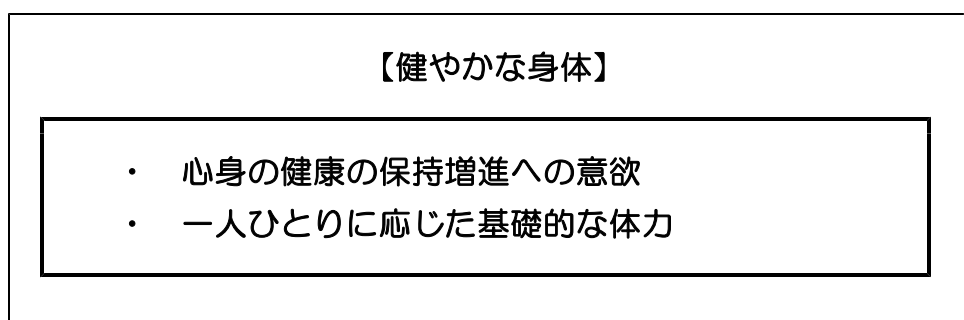 【健やかな身体】
・ 心身の健康の保持増進への意欲
・ 一人ひとりに応じた基礎的な体力